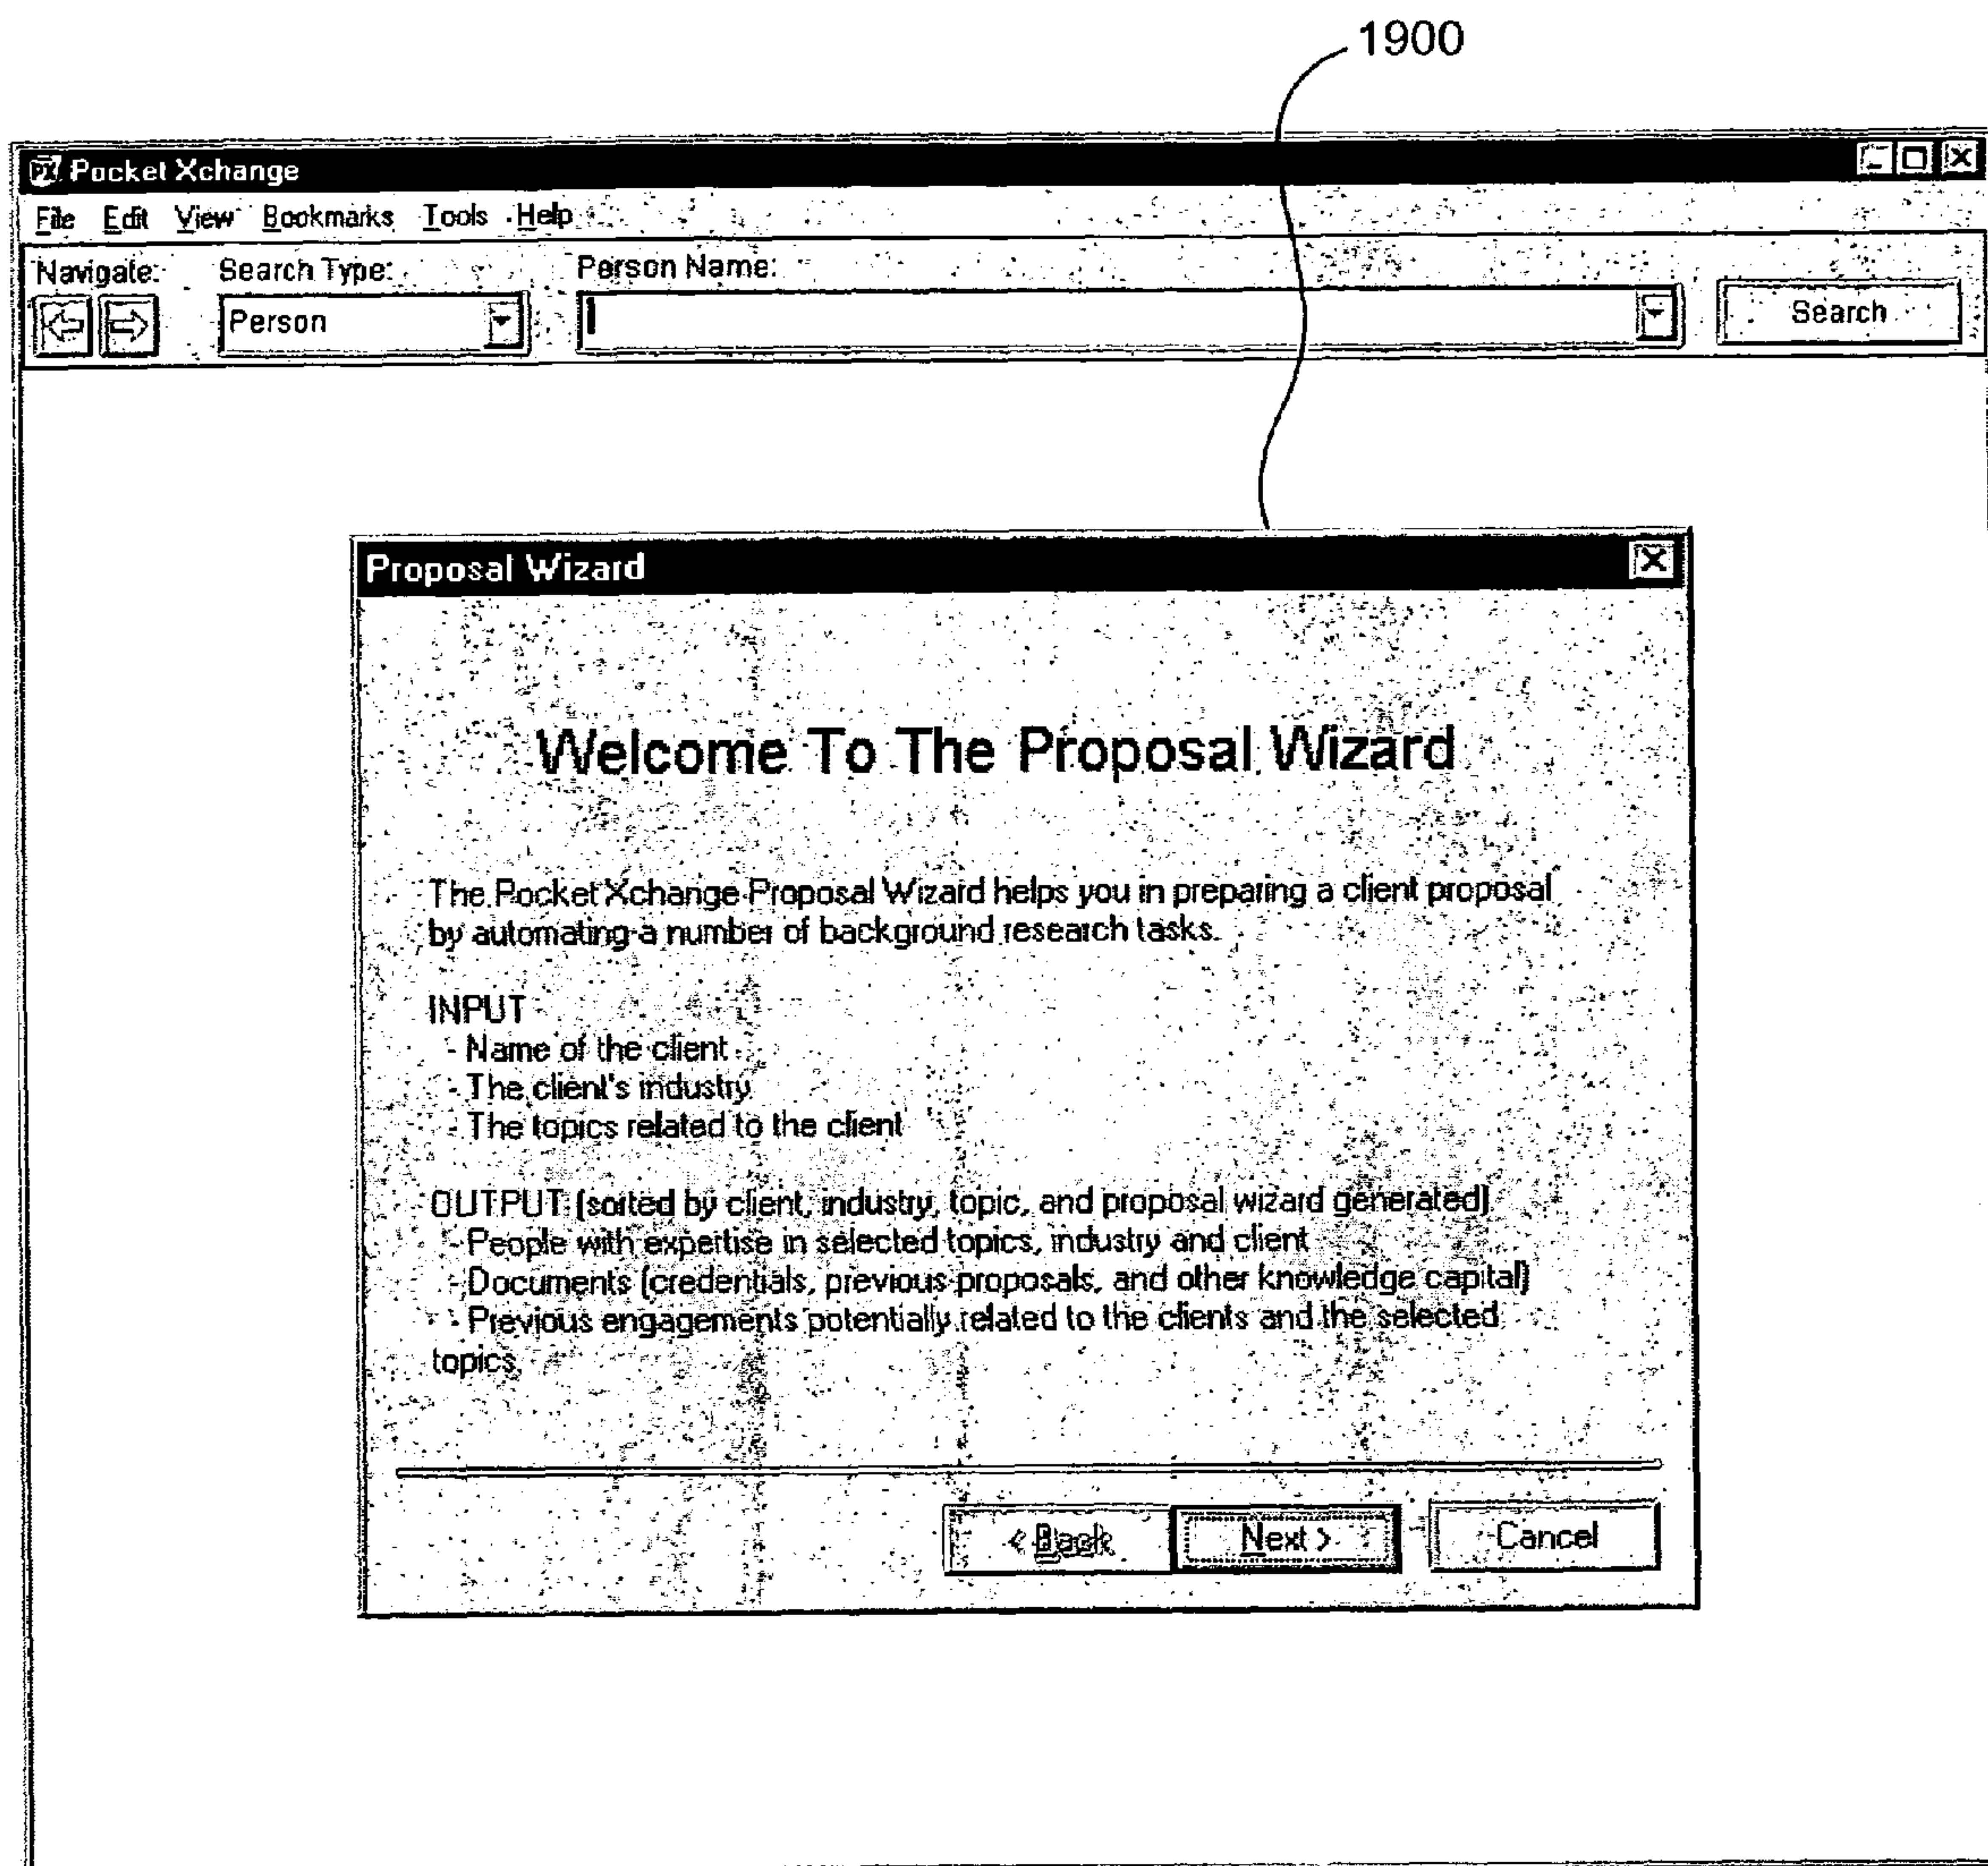 1900
PX Pocket Xchange
File Edit View Bookmarks Tools Help
Navigate: Search Type: Person Name:
Person Search
Proposal Wizard
Welcome To The Proposal Wizard
The Pocket Xchange Proposal Wizard helps you in preparing a client proposal
by automating a number of background research tasks.
INPUT
- Name of the client
- The client's industry
- The topics related to the client
OUTPUT (sorted by client, industry, topic, and proposal wizard generated)
- People with expertise in selected topics, industry and client
- Documents (credentials, previous proposals, and other knowledge capital)
- Previous engagements potentially related to the clients and the selected
topics.
< Back Next > Cancel